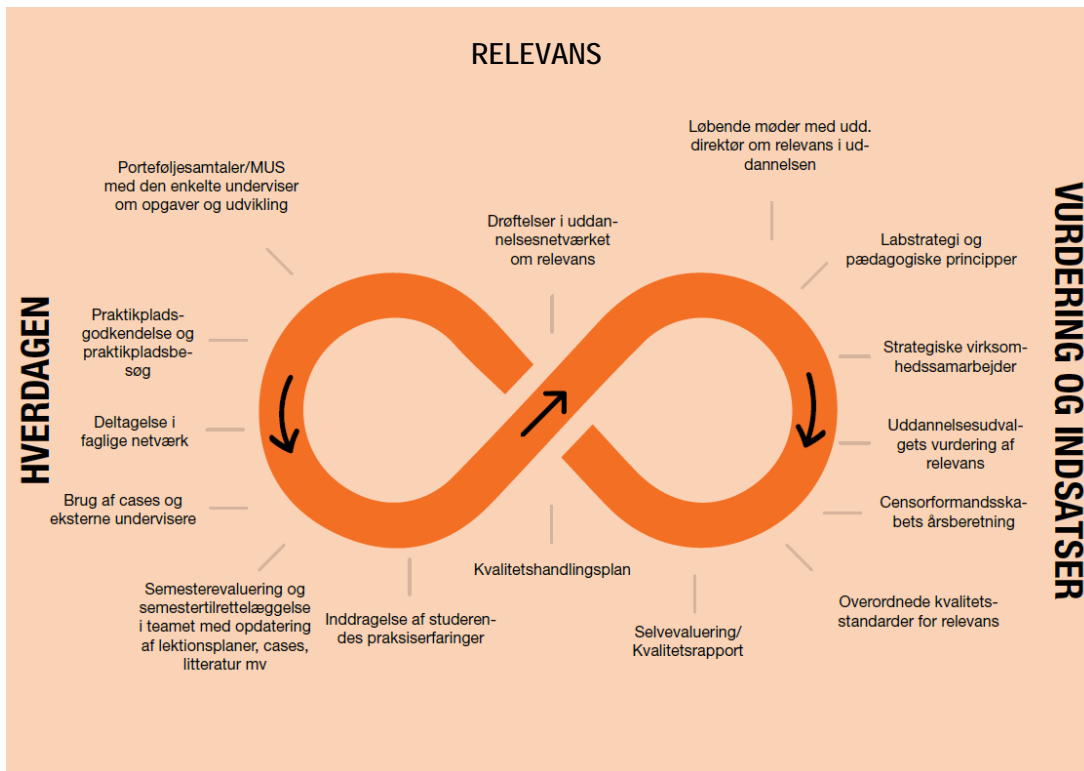 RELEVANS
Løbende møder med udd.
direktør om relevans i ud-
dannelsen
Porteføljesamtaler/MUS
med den enkelte underviser
om opgaver og udvikling
Drøftelser i uddan-
nelsesnetværket
om relevans
Labstrategi og
pædagogiske principper
HVERDAGEN
VURDERING OG INDSATSER
Praktikplads-
godkendelse og
praktikpladsbe-
søg
Strategiske virksom-
hedssamarbejder
Deltagelse i
faglige netværk
Uddannelsesudval-
gets vurdering af
relevans
Brug af cases og
eksterne undervisere
Censorformandsska-
bets årsberetning
Kvalitetshandlingsplan
Semesterevaluering og
semestertilrettelæggelse
i teamet med opdatering
af lektionsplaner, cases,
litteratur mv
Inddragelse af studeren-
des praksiserfaringer
Selvevaluering/
Kvalitetsrapport
Overordnede kvalitets-
standarder for relevans